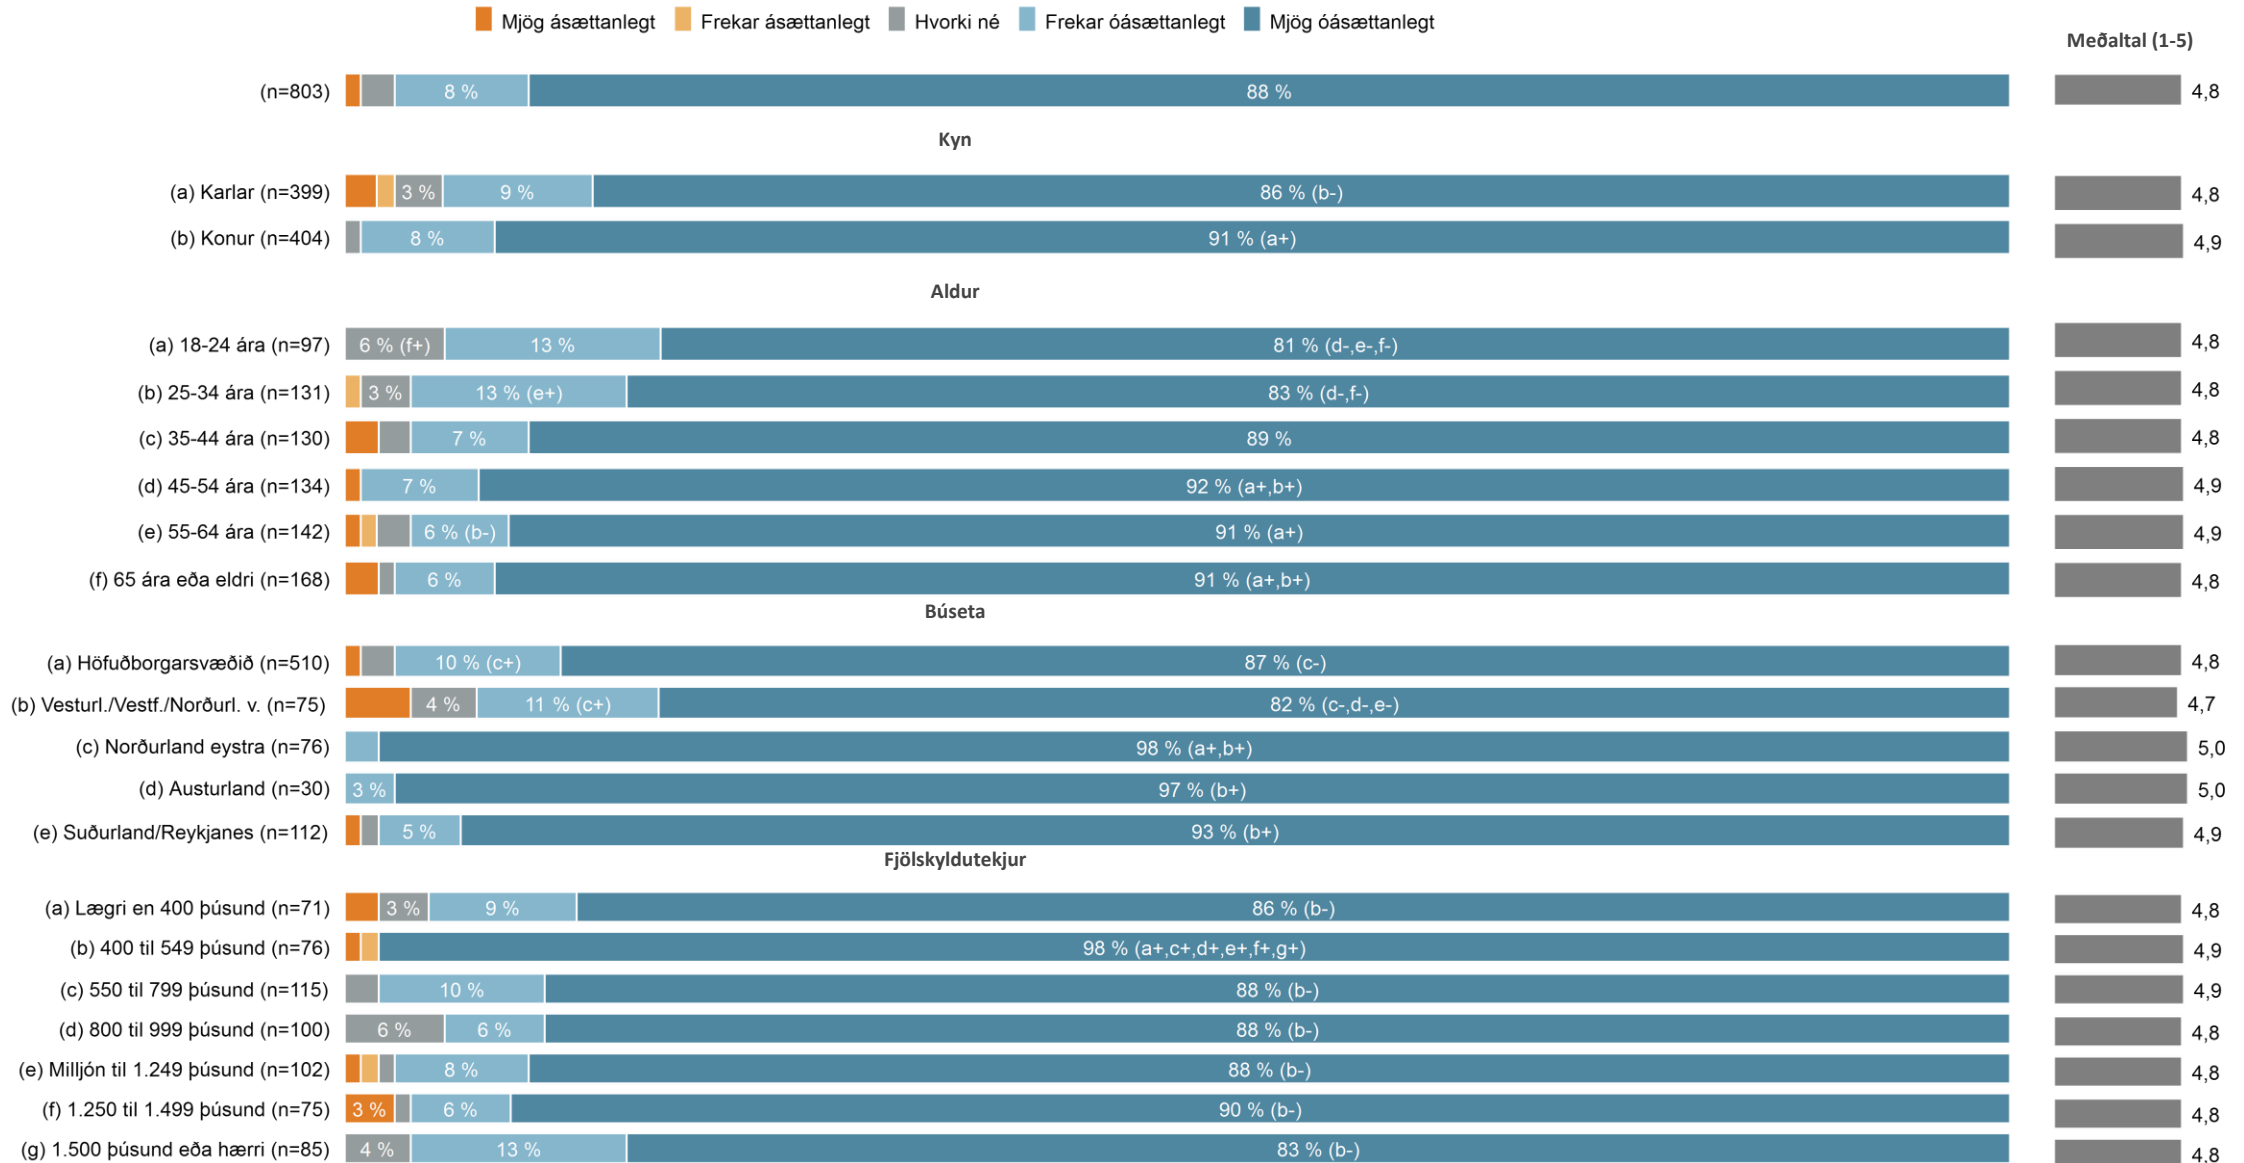 Mjög ásættanlegt Frekar ásættanlegt Hvorki né Frekar óásættanlegt Mjög óásættanlegt
Meðaltal (1-5)
(n=803) 8 % 88 % 4,8
Kyn
(a) Karlar (n=399) 3 % 9 % 86 % (b-) 4,8
(b) Konur (n=404) 8 % 91 % (a+) 4,9
Aldur
(a) 18-24 ára (n=97) 6 % (f+) 13 % 81 % (d-,e-,f-) 4,8
(b) 25-34 ára (n=131) 3 % 13 % (e+) 83 % (d-,f-) 4,8
(c) 35-44 ára (n=130) 7 % 89 % 4,8
(d) 45-54 ára (n=134) 7 % 92 % (a+,b+) 4,9
(e) 55-64 ára (n=142) 6 % (b-) 91 % (a+) 4,9
(f) 65 ára eða eldri (n=168) 6 % 91 % (a+,b+) 4,8
Búseta
(a) Höfuðborgarsvæðið (n=510) 10 % (c+) 87 % (c-) 4,8
(b) Vesturl./Vestf./Norðurl. v. (n=75) 4 % 11 % (c+) 82 % (c-,d-,e-) 4,7
(c) Norðurland eystra (n=76) 98 % (a+,b+) 5,0
(d) Austurland (n=30) 3 % 97 % (b+) 5,0
(e) Suðurland/Reykjanes (n=112) 5 % 93 % (b+) 4,9
Fjölskyldutekjur
(a) Lægri en 400 þúsund (n=71) 3 % 9 % 86 % (b-) 4,8
(b) 400 til 549 þúsund (n=76) 98 % (a+,c+,d+,e+,f+,g+) 4,9
(c) 550 til 799 þúsund (n=115) 10 % 88 % (b-) 4,9
(d) 800 til 999 þúsund (n=100) 6 % 6 % 88 % (b-) 4,8
(e) Milljón til 1.249 þúsund (n=102) 8 % 88 % (b-) 4,8
(f) 1.250 til 1.499 þúsund (n=75) 3 % 6 % 90 % (b-) 4,8
(g) 1.500 þúsund eða hærri (n=85) 4 % 13 % 83 % (b-) 4,8